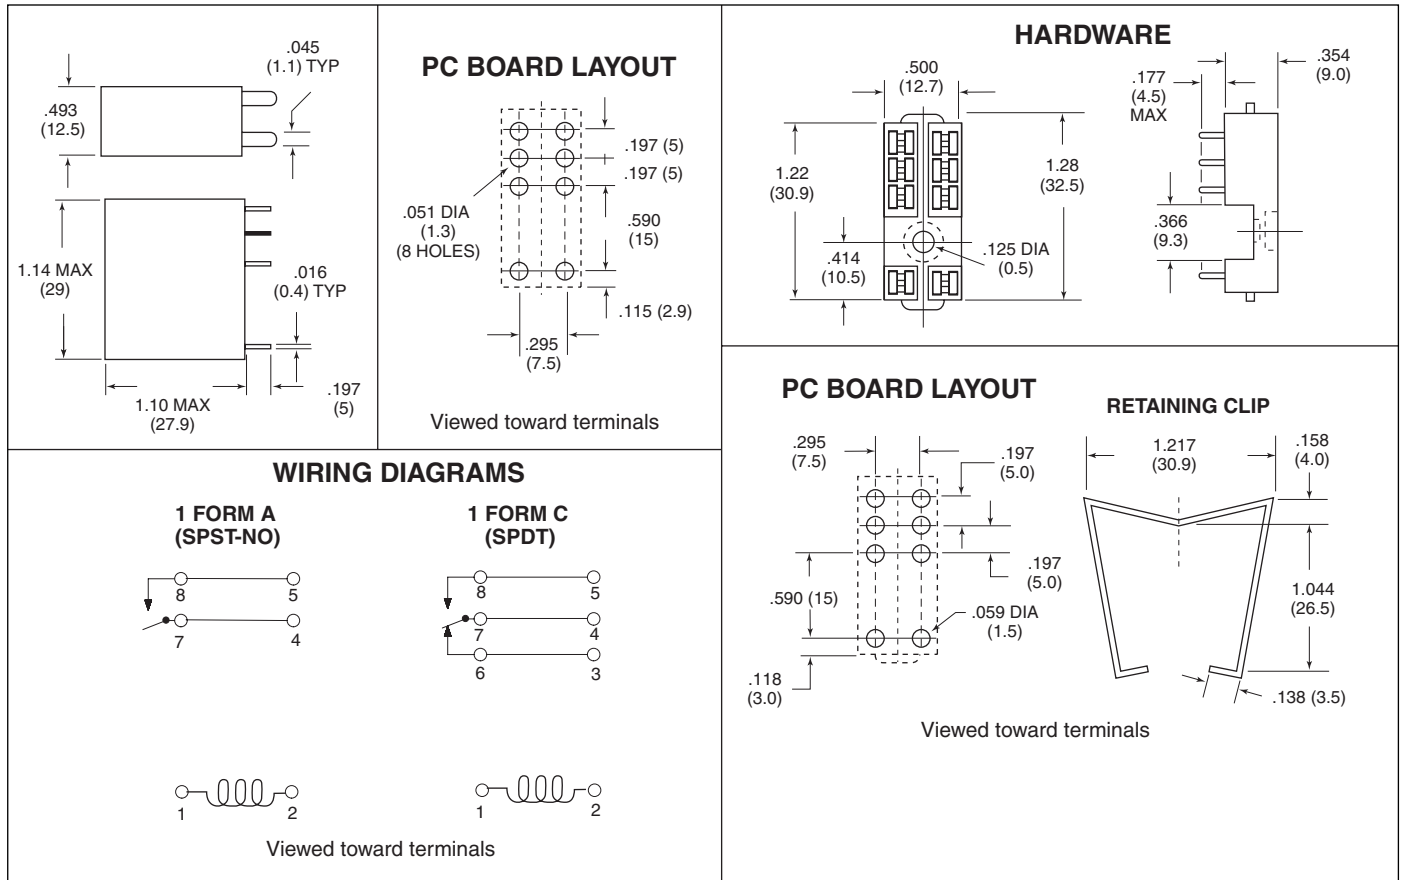 .045
(1.1) TYP
.493
(12.5)
1.14 MAX
(29)
.016
(0.4) TYP
1.10 MAX
(27.9)
.197
(5)
PC BOARD LAYOUT
.197 (5)
.197 (5)
.051 DIA
(1.3)
(8 HOLES)
.590
(15)
.115 (2.9)
.295
(7.5)
Viewed toward terminals
HARDWARE
.500
(12.7)
1.22
(30.9)
1.28
(32.5)
.414
(10.5)
.125 DIA
(0.5)
.354
(9.0)
.177
(4.5)
MAX
.366
(9.3)
WIRING DIAGRAMS
1 FORM A
(SPST-NO)
8 5
7 4
1 2
1 FORM C
(SPDT)
8 5
7 4
6 3
1 2
Viewed toward terminals
PC BOARD LAYOUT
.295
(7.5)
.197
(5.0)
.197
(5.0)
.590 (15)
.059 DIA
(1.5)
.118
(3.0)
RETAINING CLIP
1.217
(30.9)
.158
(4.0)
1.044
(26.5)
.138 (3.5)
Viewed toward terminals